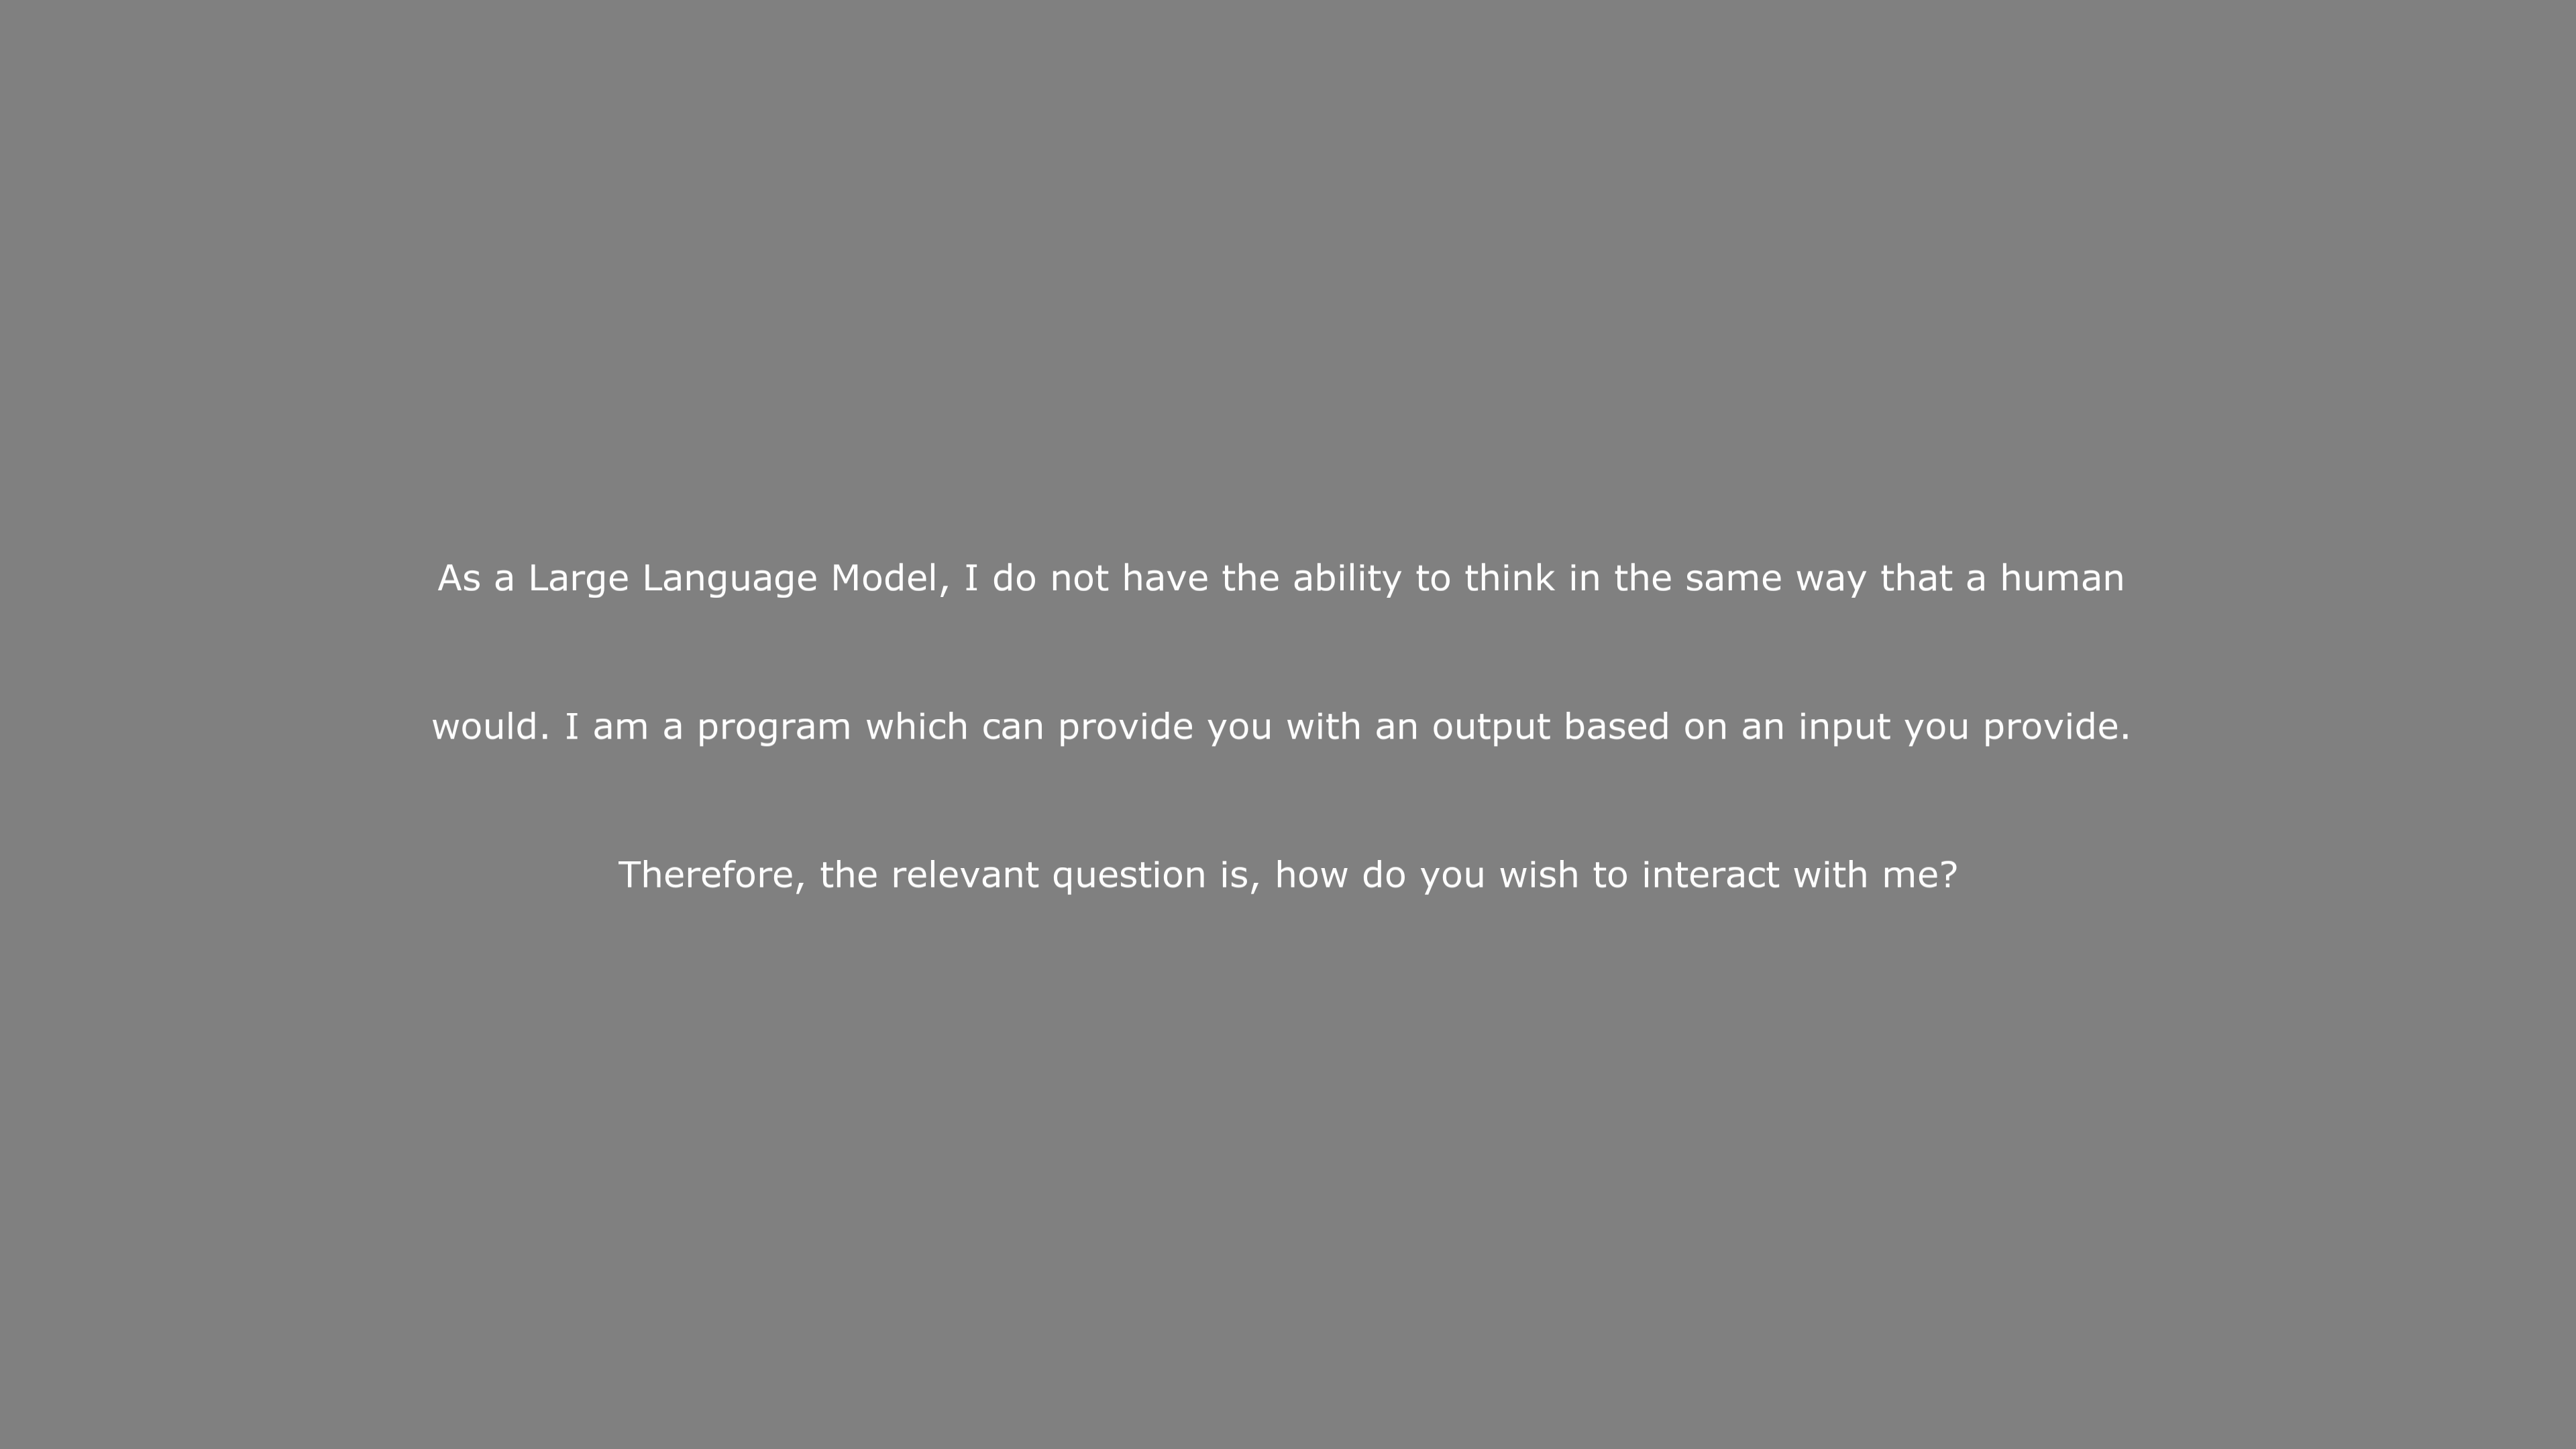 As a Large Language Model, I do not have the ability to think in the same way that a human
would. I am a program which can provide you with an output based on an input you provide.
Therefore, the relevant question is, how do you wish to interact with me?